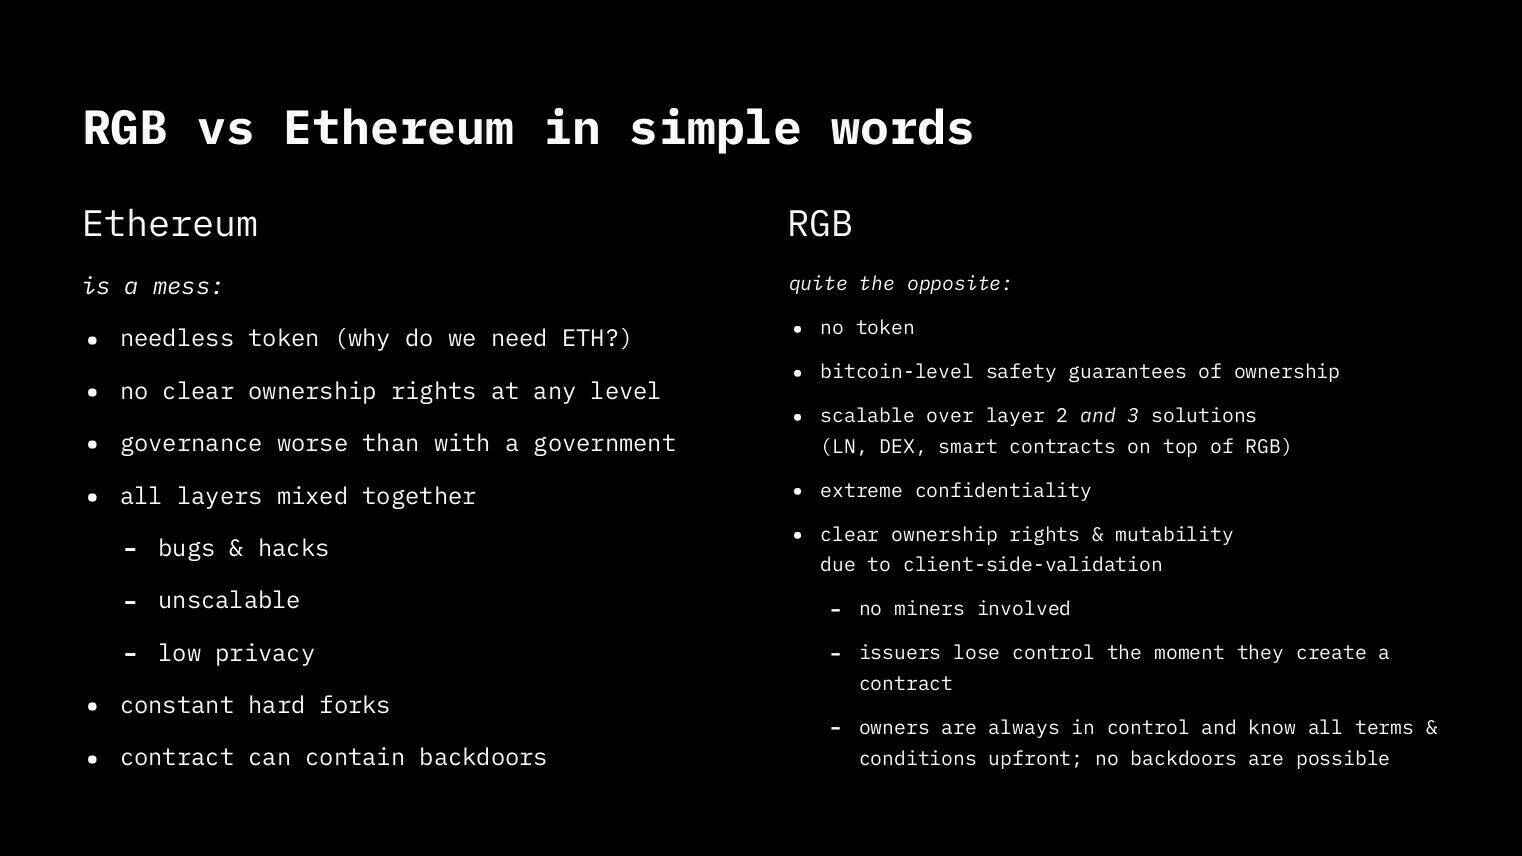 RGB vs Ethereum in simple words
Ethereum
is a mess:
• needless token (why do we need ETH?)
• no clear ownership rights at any level
• governance worse than with a government
• all layers mixed together
– bugs & hacks
– unscalable
– low privacy
• constant hard forks
• contract can contain backdoors
RGB
quite the opposite:
• no token
• bitcoin-level safety guarantees of ownership
• scalable over layer 2 and 3 solutions
(LN, DEX, smart contracts on top of RGB)
• extreme confidentiality
• clear ownership rights & mutability
due to client-side-validation
– no miners involved
– issuers lose control the moment they create a
contract
– owners are always in control and know all terms &
conditions upfront; no backdoors are possible